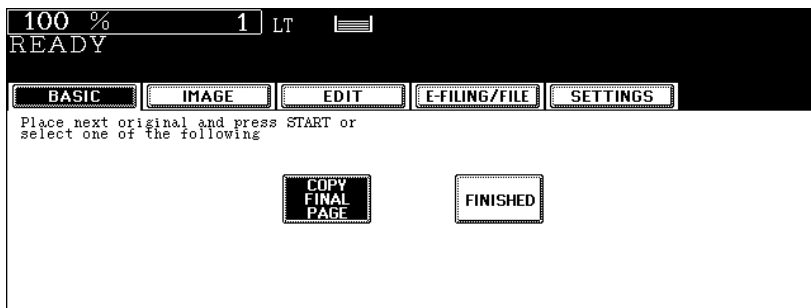 100 % 1 LT
READY
BASIC IMAGE EDIT E-FILING/FILE SETTINGS
Place next original and press START or
select one of the following
COPY
FINAL
PAGE
FINISHED